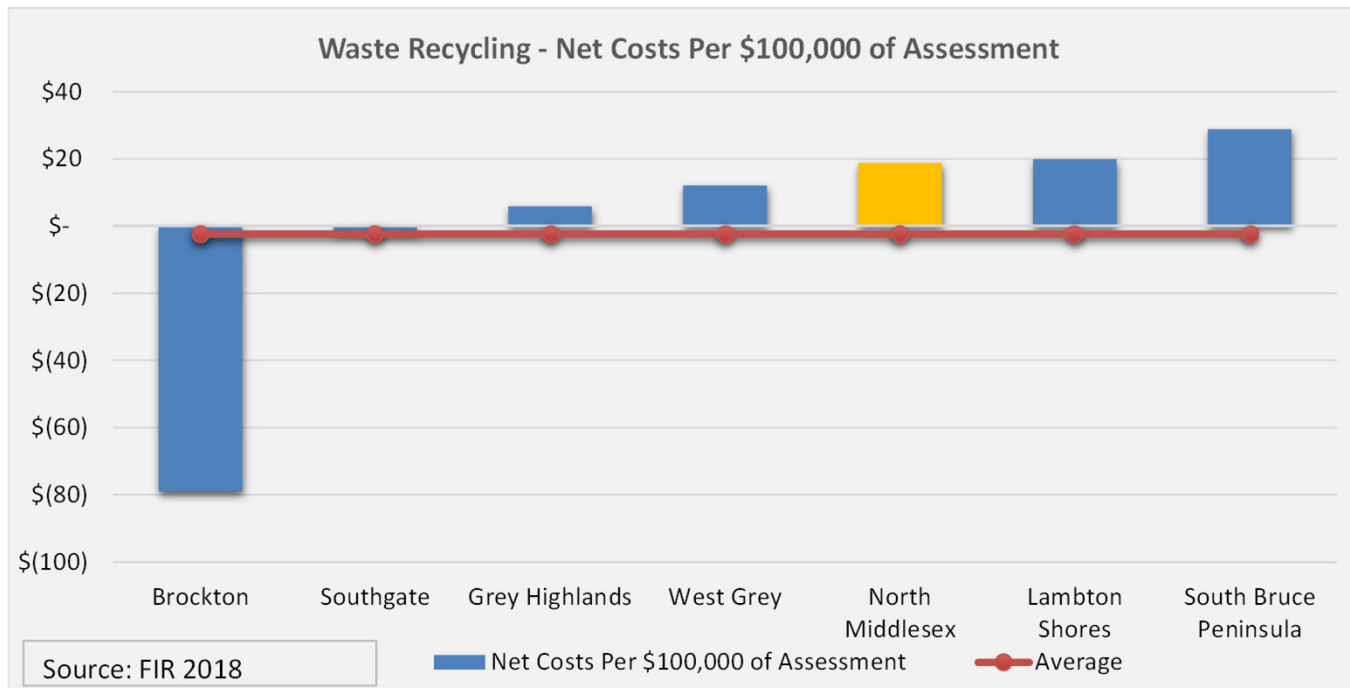 Waste Recycling - Net Costs Per $100,000 of Assessment
$40
$20
$-
$(20)
$(40)
$(60)
$(80)
$(100)
Brockton
Southgate
Grey Highlands
West Grey
North
Middlesex
Lambton
Shores
South Bruce
Peninsula
Source: FIR 2018
Net Costs Per $100,000 of Assessment
Average